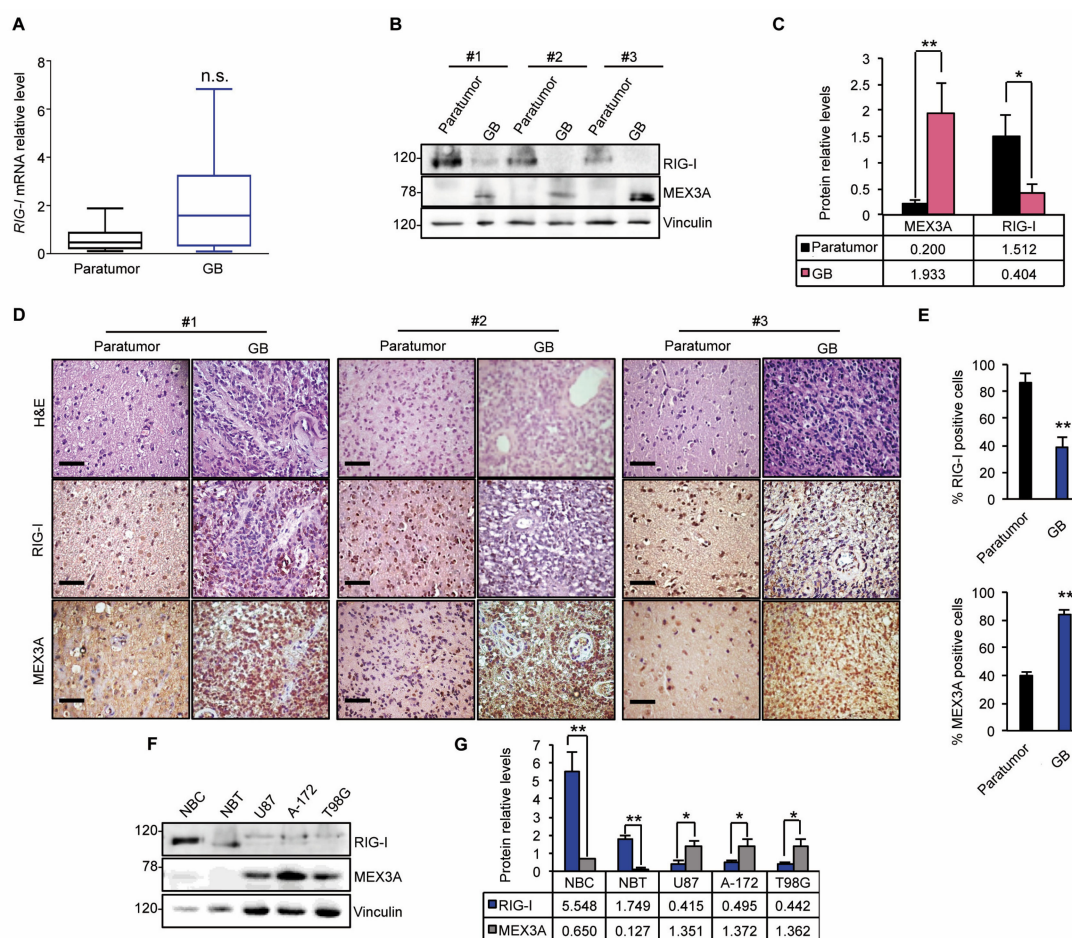 A
RIG-I mRNA relative level
8
6
4
2
0
n.s.
Paratumor GB
B
#1 #2 #3
Paratumor GB Paratumor GB Paratumor GB
120 RIG-I
78 MEX3A
120 Vinculin
C
Protein relative levels
3
2.5
2
1.5
1
0.5
0
** *
MEX3A RIG-I
Paratumor 0.200 1.512
GB 1.933 0.404
D
#1 #2 #3
Paratumor GB Paratumor GB Paratumor GB
H&E
RIG-I
MEX3A
E
% RIG-I positive cells
100
80
60
40
20
0
**
Paratumor GB
% MEX3A positive cells
100
80
60
40
20
0
**
Paratumor GB
F
NBC NBT U87 A-172 T98G
120 RIG-I
78 MEX3A
120 Vinculin
G
Protein relative levels
7
6
5
4
3
2
1
0
** ** * * *
NBC NBT U87 A-172 T98G
RIG-I 5.548 1.749 0.415 0.495 0.442
MEX3A 0.650 0.127 1.351 1.372 1.362